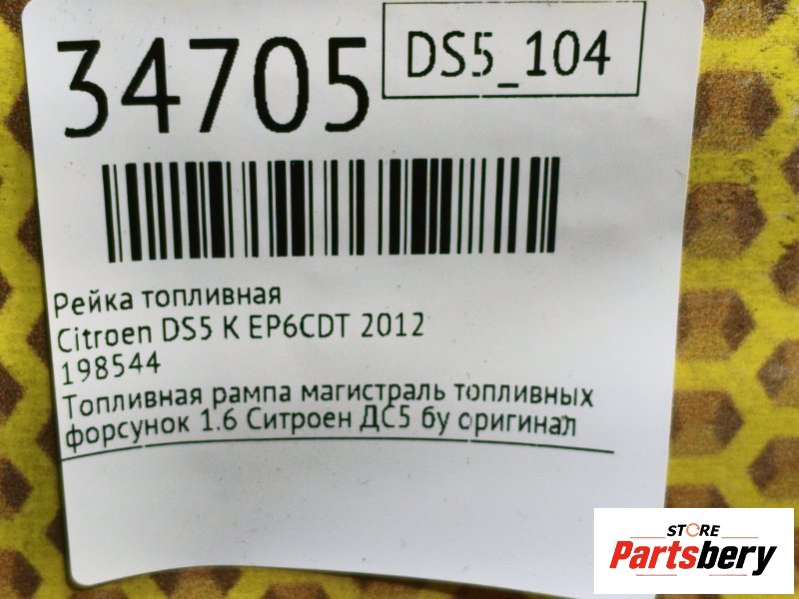 34705
DS5_104
Рейка топливная
Citroen DS5 K EP6CDT 2012
198544
Топливная рампа магистраль топливных
форсунок 1.6 Ситроен ДС5 бу оригинал
STORE
Partsbery